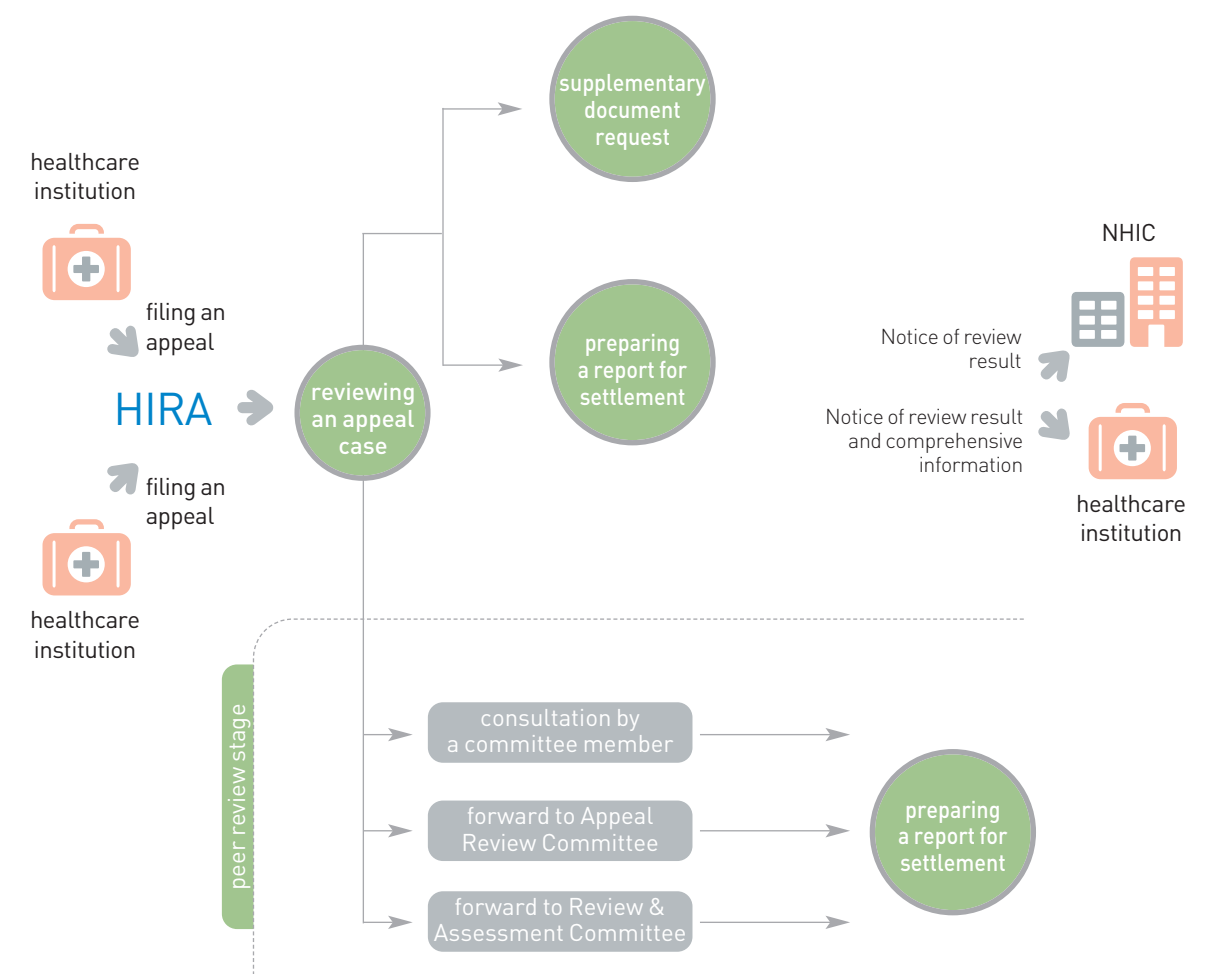 supplementary
document
request
healthcare
institution
filing an
appeal
HIRA
reviewing
an appeal
case
preparing
a report for
settlement
filing an
appeal
healthcare
institution
NHIC
Notice of review
result
Notice of review result
and comprehensive
information
healthcare
institution
peer review stage
consultation by
a committee member
forward to Appeal
Review Committee
forward to Review &
Assessment Committee
preparing
a report for
settlement